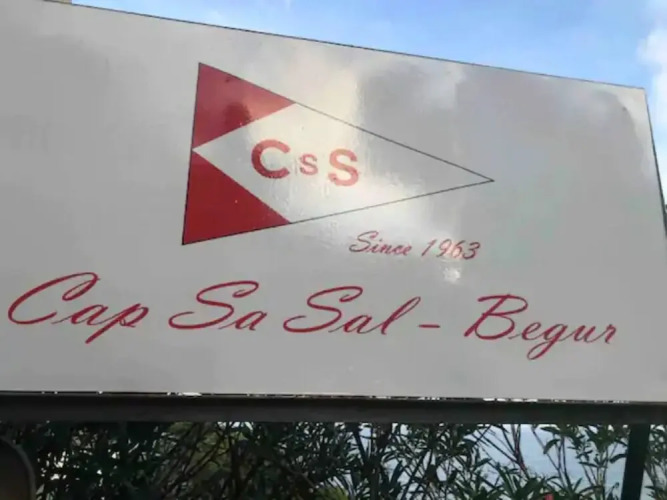 CsS
Since 1963
Cap Sa Sal - Begur